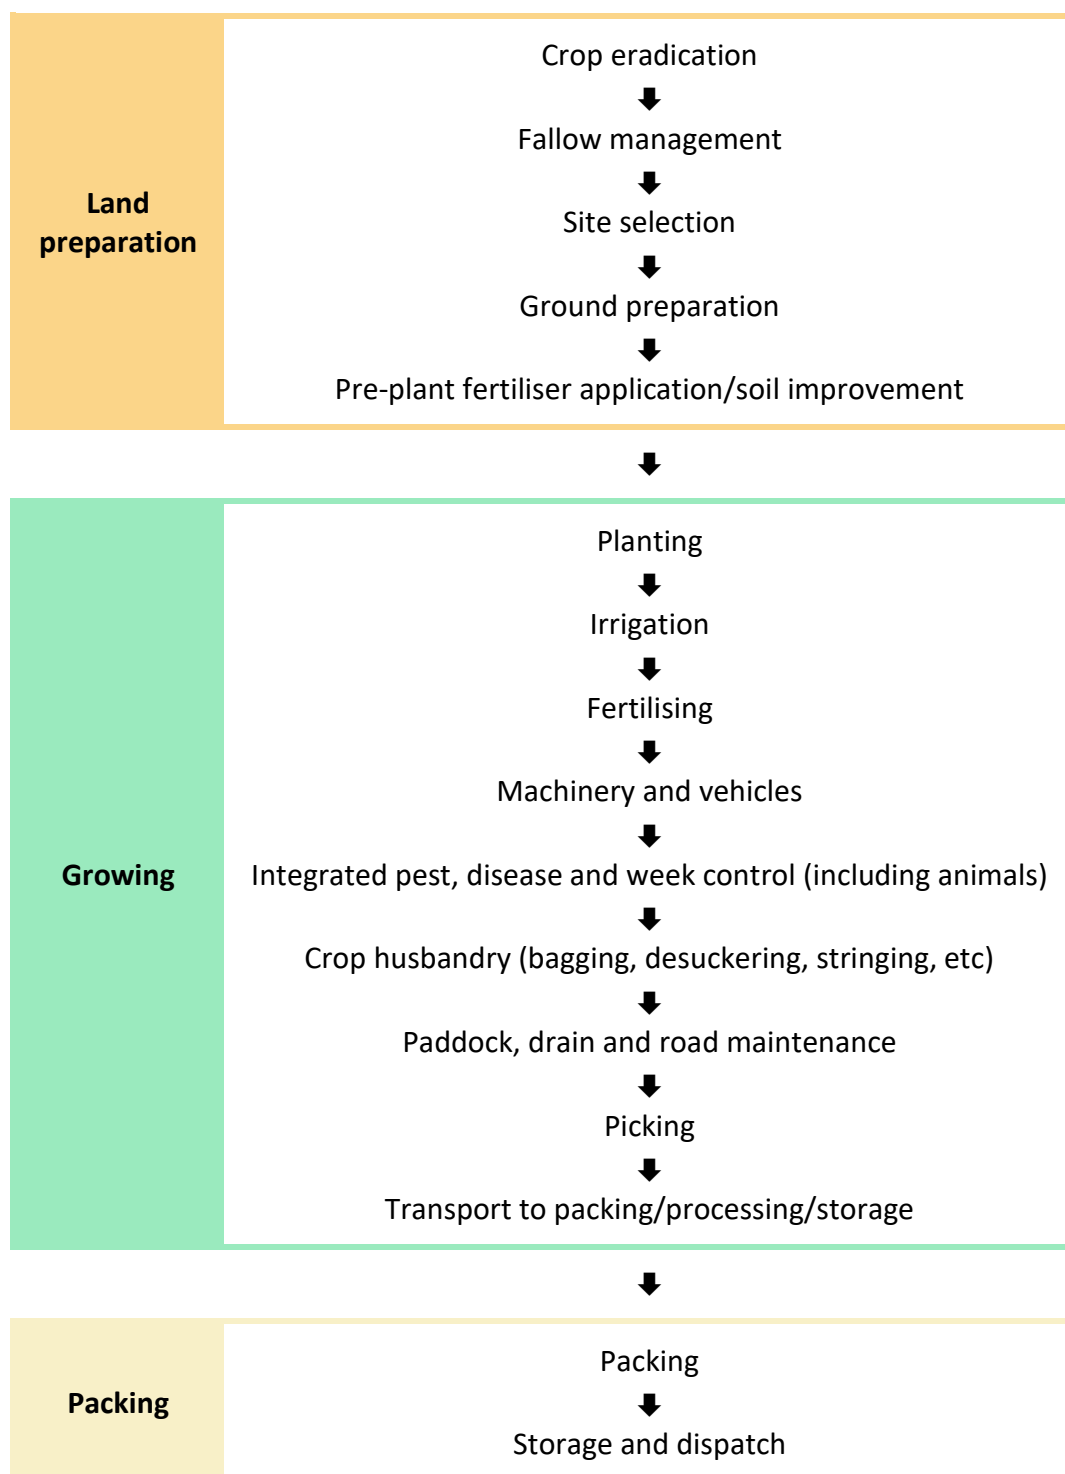 Land
preparation
Crop eradication
Fallow management
Site selection
Ground preparation
Pre-plant fertiliser application/soil improvement
Growing
Planting
Irrigation
Fertilising
Machinery and vehicles
Integrated pest, disease and week control (including animals)
Crop husbandry (bagging, desuckering, stringing, etc)
Paddock, drain and road maintenance
Picking
Transport to packing/processing/storage
Packing
Packing
Storage and dispatch